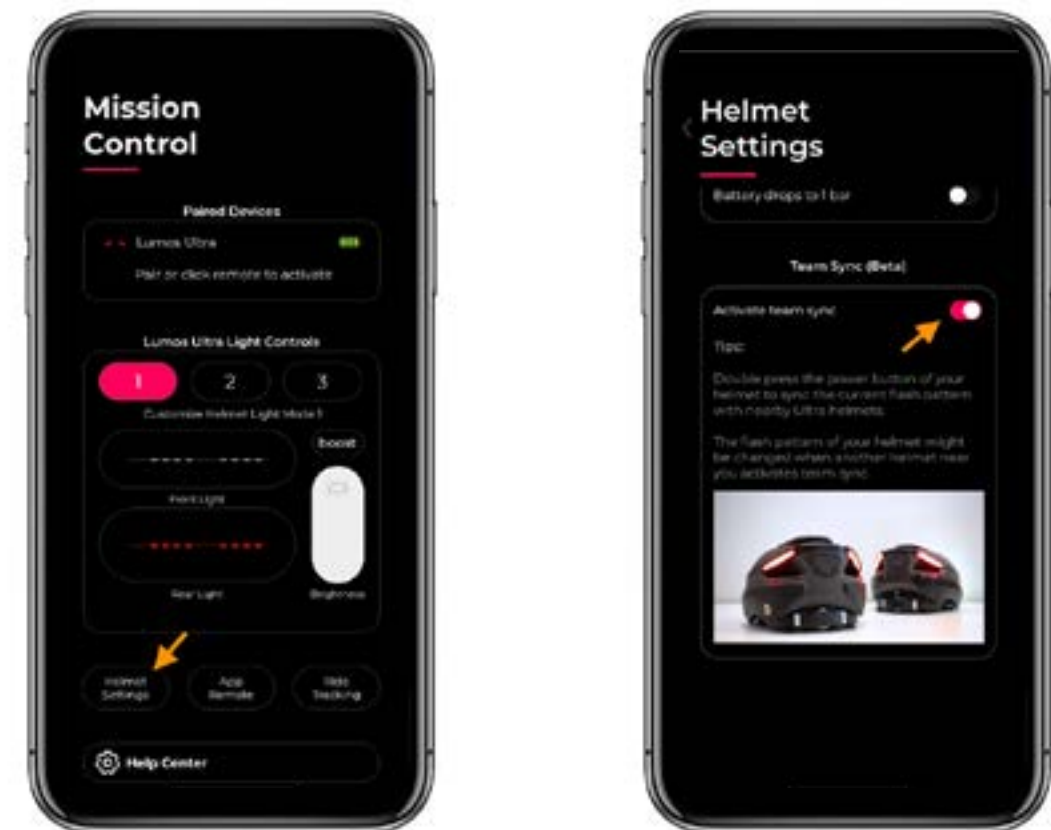 Mission
Control
Paired Devices
Lumos Ultra
Pair or click remote to activate
Lumos Ultra Light Controls
1
2
3
Customize Helmet Light Mode 1
boost
Front Light
Rear Light
Brightness
Helmet
Settings
App
Remote
Ride
Tracking
Help Center
Helmet
Settings
Battery drops to 1 bar
Team Sync (Beta)
Activate team sync
Tips:
Double press the power button of your
helmet to sync the current flash pattern
with nearby Ultra helmets.
The flash pattern of your helmet might
be changed when another helmet near
you activates team sync.